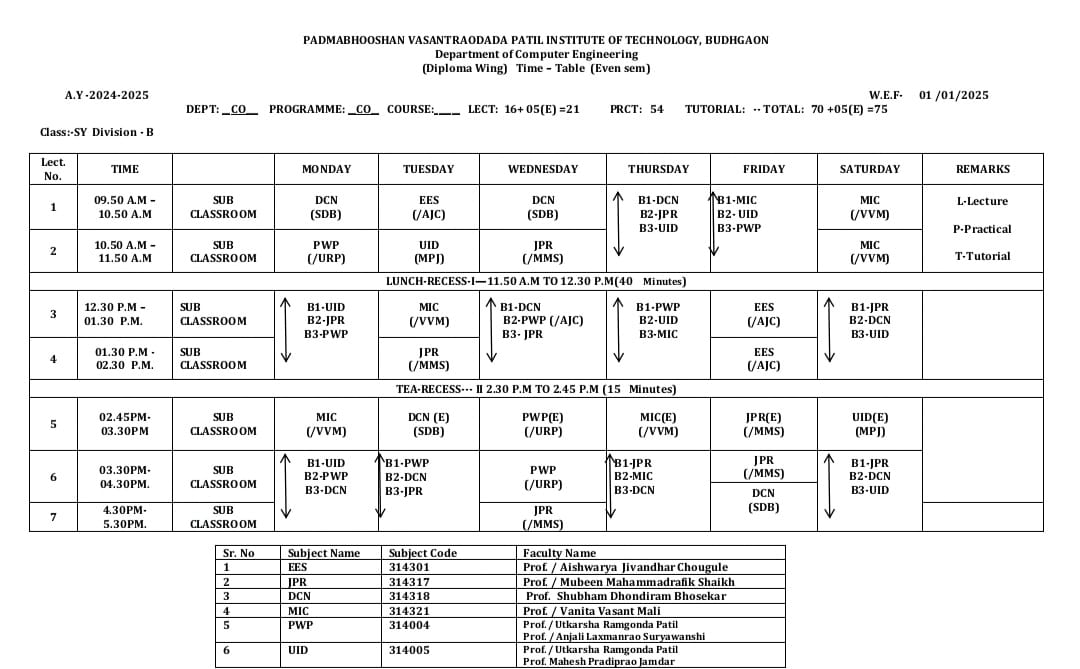 PADMABHOOSHAN VASANTRAODADA PATIL INSTITUTE OF TECHNOLOGY, BUDHGAON
Department of Computer Engineering
(Diploma Wing) Time – Table (Even sem)
A.Y -2024-2025 W.E.F- 01 /01/2025
DEPT: __CO__ PROGRAMME: __CO_ COURSE:____ LECT: 16+ 05(E) =21 PRCT: 54 TUTORIAL: -- TOTAL: 70 +05(E) =75
Class:-SY Division - B
Lect. No. TIME MONDAY TUESDAY WEDNESDAY THURSDAY FRIDAY SATURDAY REMARKS
1 09.50 A.M – 10.50 A.M SUB CLASSROOM DCN (SDB) EES (/AJC) DCN (SDB) B1-DCN B2-JPR B3-UID B1-MIC B2- UID B3-PWP MIC (/VVM) L-Lecture P-Practical T-Tutorial
2 10.50 A.M – 11.50 A.M SUB CLASSROOM PWP (/URP) UID (MPJ) JPR (/MMS) MIC (/VVM)
LUNCH-RECESS-I—11.50 A.M TO 12.30 P.M(40 Minutes)
3 12.30 P.M – 01.30 P.M. SUB CLASSROOM B1-UID B2-JPR B3-PWP MIC (/VVM) B1-DCN B2-PWP (/AJC) B3- JPR B1-PWP B2-UID B3-MIC EES (/AJC) B1-JPR B2-DCN B3-UID
4 01.30 P.M - 02.30 P.M. SUB CLASSROOM JPR (/MMS) EES (/AJC)
TEA-RECESS--- II 2.30 P.M TO 2.45 P.M (15 Minutes)
5 02.45PM- 03.30PM SUB CLASSROOM MIC (/VVM) DCN (E) (SDB) PWP(E) (/URP) MIC(E) (/VVM) JPR(E) (/MMS) UID(E) (MPJ)
6 03.30PM- 04.30PM. SUB CLASSROOM B1-UID B2-PWP B3-DCN B1-PWP B2-DCN B3-JPR PWP (/URP) B1-JPR B2-MIC B3-DCN JPR (/MMS) DCN (SDB) B1-JPR B2-DCN B3-UID
7 4.30PM- 5.30PM. SUB CLASSROOM JPR (/MMS)
Sr. No Subject Name Subject Code Faculty Name
1 EES 314301 Prof. / Aishwarya Jivandhar Chougule
2 JPR 314317 Prof. / Mubeen Mahammadrafik Shaikh
3 DCN 314318 Prof. Shubham Dhondiram Bhosekar
4 MIC 314321 Prof. / Vanita Vasant Mali
5 PWP 314004 Prof. / Utkarsha Ramgonda Patil
Prof. / Anjali Laxmanrao Suryawanshi
6 UID 314005 Prof. / Utkarsha Ramgonda Patil
Prof. Mahesh Pradiprao Jamdar